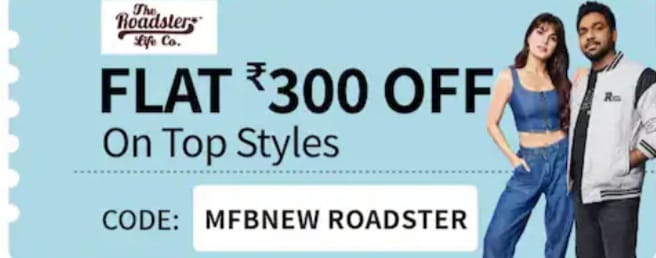 The
Roadster
Life Co.
FLAT ₹300 OFF
On Top Styles
CODE: MFBNEW ROADSTER
R